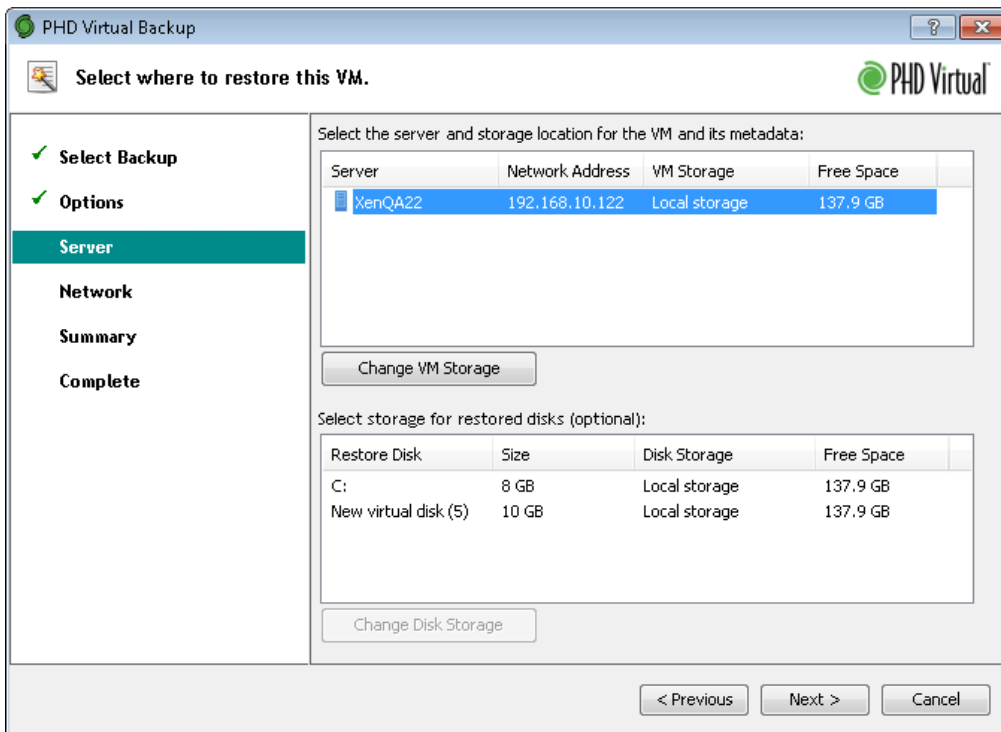 PHD Virtual Backup
Select where to restore this VM.
PHD Virtual
Select Backup
Options
Server
Network
Summary
Complete
Select the server and storage location for the VM and its metadata:
Server Network Address VM Storage Free Space
XenQA22 192.168.10.122 Local storage 137.9 GB
Change VM Storage
Select storage for restored disks (optional):
Restore Disk Size Disk Storage Free Space
C: 8 GB Local storage 137.9 GB
New virtual disk (5) 10 GB Local storage 137.9 GB
Change Disk Storage
< Previous Next > Cancel